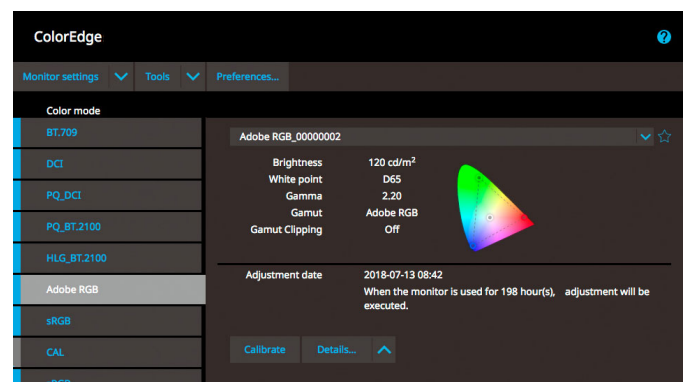 ColorEdge
?
Monitor settings Tools Preferences...
Color mode
BT.709
DCI
PQ_DCI
PQ_BT.2100
HLG_BT.2100
Adobe RGB
sRGB
CAL
Adobe RGB_00000002
Brightness 120 cd/m²
White point D65
Gamma 2.20
Gamut Adobe RGB
Gamut Clipping Off
Adjustment date 2018-07-13 08:42
When the monitor is used for 198 hour(s), adjustment will be
executed.
Calibrate Details...